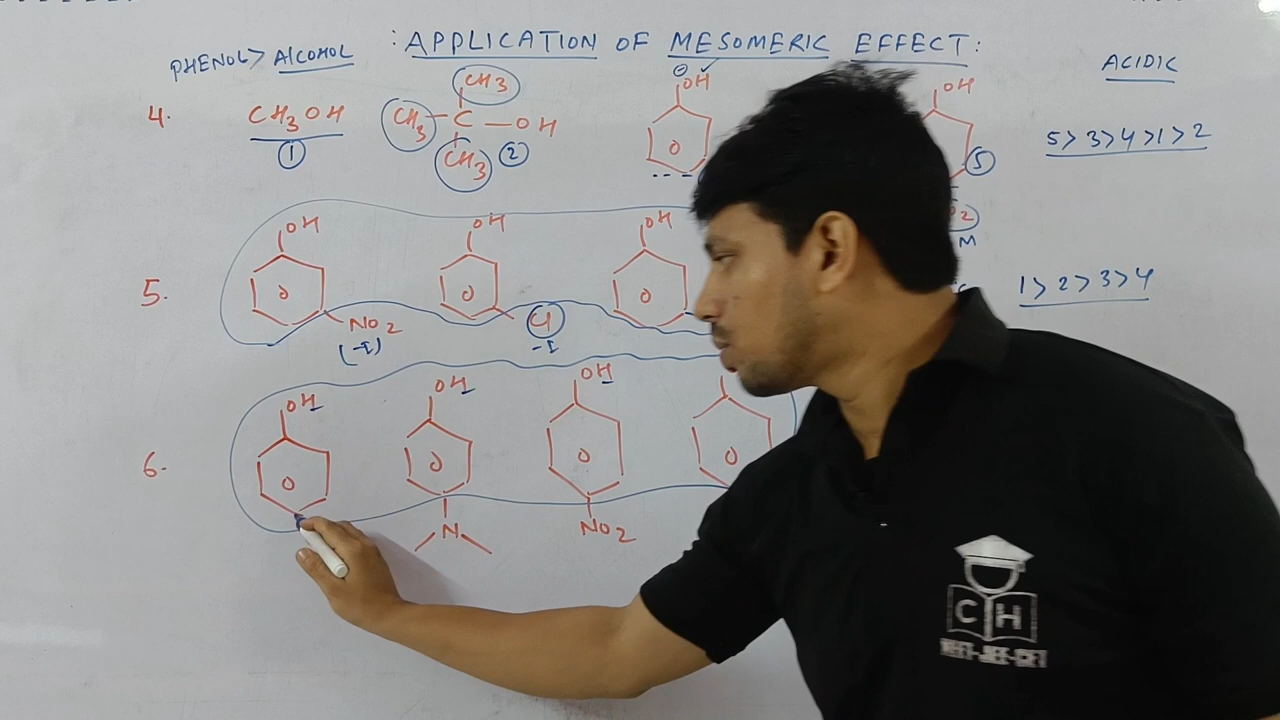 : APPLICATION OF MESOMERIC EFFECT:
PHENOL > ALCOHOL
ACIDIC
4.
CH3OH
1
CH3
CH3 - C - OH
CH3
2
OH
OH
5
M
5 > 3 > 4 > 1 > 2
5.
OH
NO2
(-I)
OH
Cl
-I
OH
1 > 2 > 3 > 4
6.
OH
OH
N
OH
NO2
C H